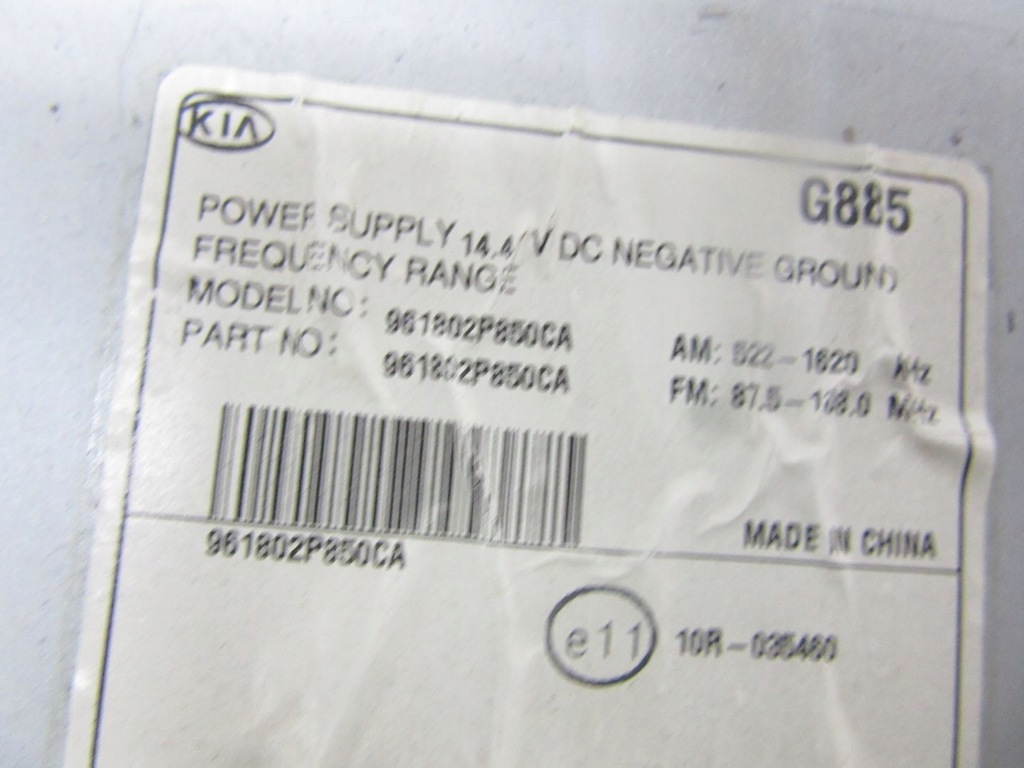 KIA
G885
POWER SUPPLY 14.4V DC NEGATIVE GROUND
FREQUENCY RANGE
MODEL NO: 961802P850CA
PART NO: 961802P850CA
AM: 522-1620 KHz
FM: 87.5-108.0 MHz
961802P850CA
MADE IN CHINA
e11 10R-035460